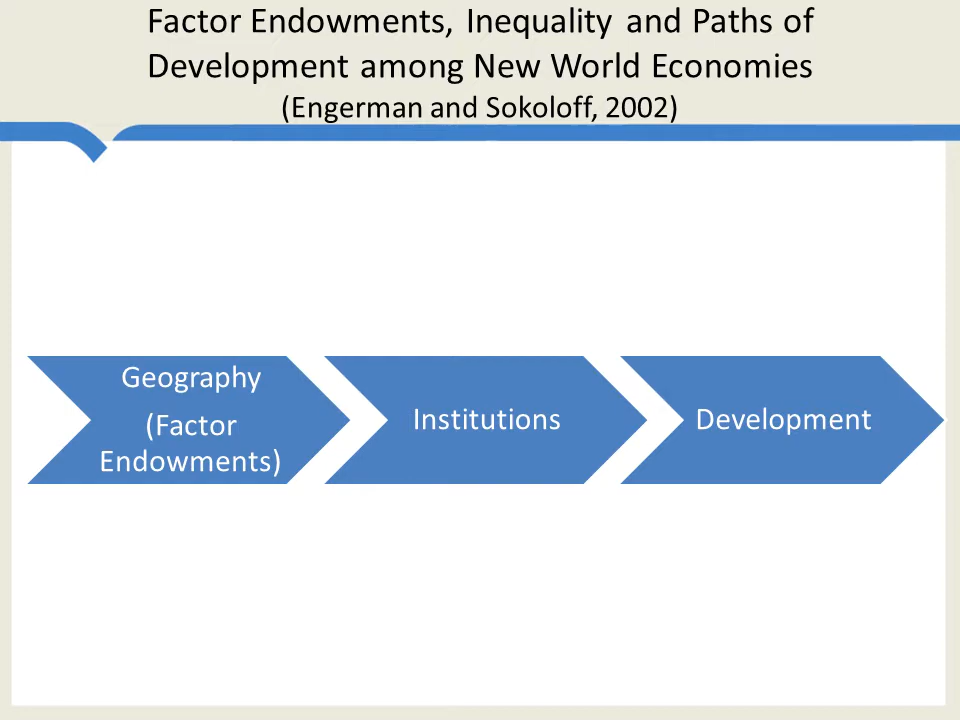 Factor Endowments, Inequality and Paths of
Development among New World Economies
(Engerman and Sokoloff, 2002)
Geography
(Factor
Endowments)
Institutions
Development